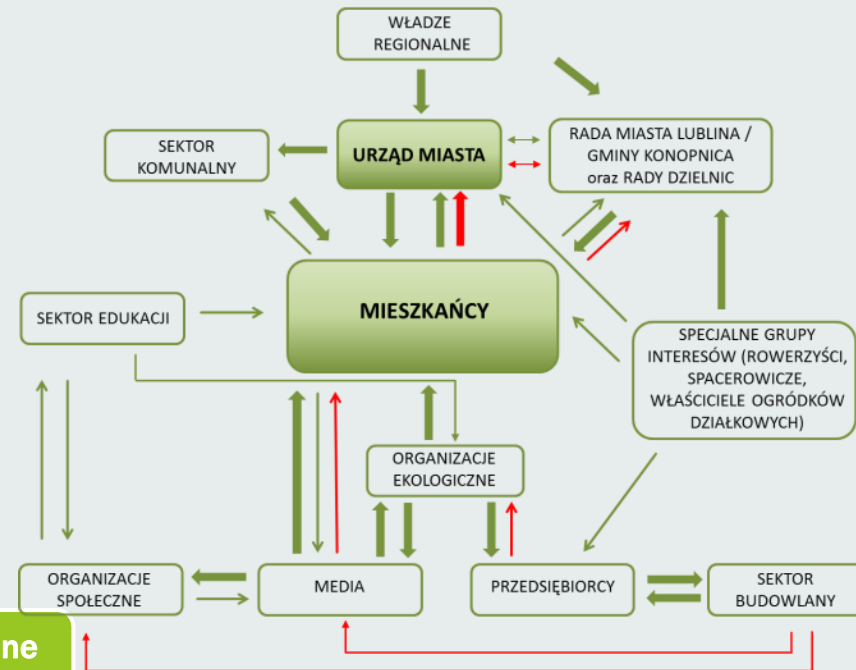 WŁADZE
REGIONALNE
SEKTOR
KOMUNALNY
URZĄD MIASTA
RADA MIASTA LUBLINA /
GMINY KONOPNICA
oraz RADY DZIELNIC
MIESZKAŃCY
SEKTOR EDUKACJI
SPECJALNE GRUPY
INTERESÓW (ROWERZYŚCI,
SPACEROWICZE,
WŁAŚCICIELE OGRÓDKÓW
DZIAŁKOWYCH)
ORGANIZACJE
EKOLOGICZNE
ORGANIZACJE
SPOŁECZNE
MEDIA
PRZEDSIĘBIORCY
SEKTOR
BUDOWLANY
ne